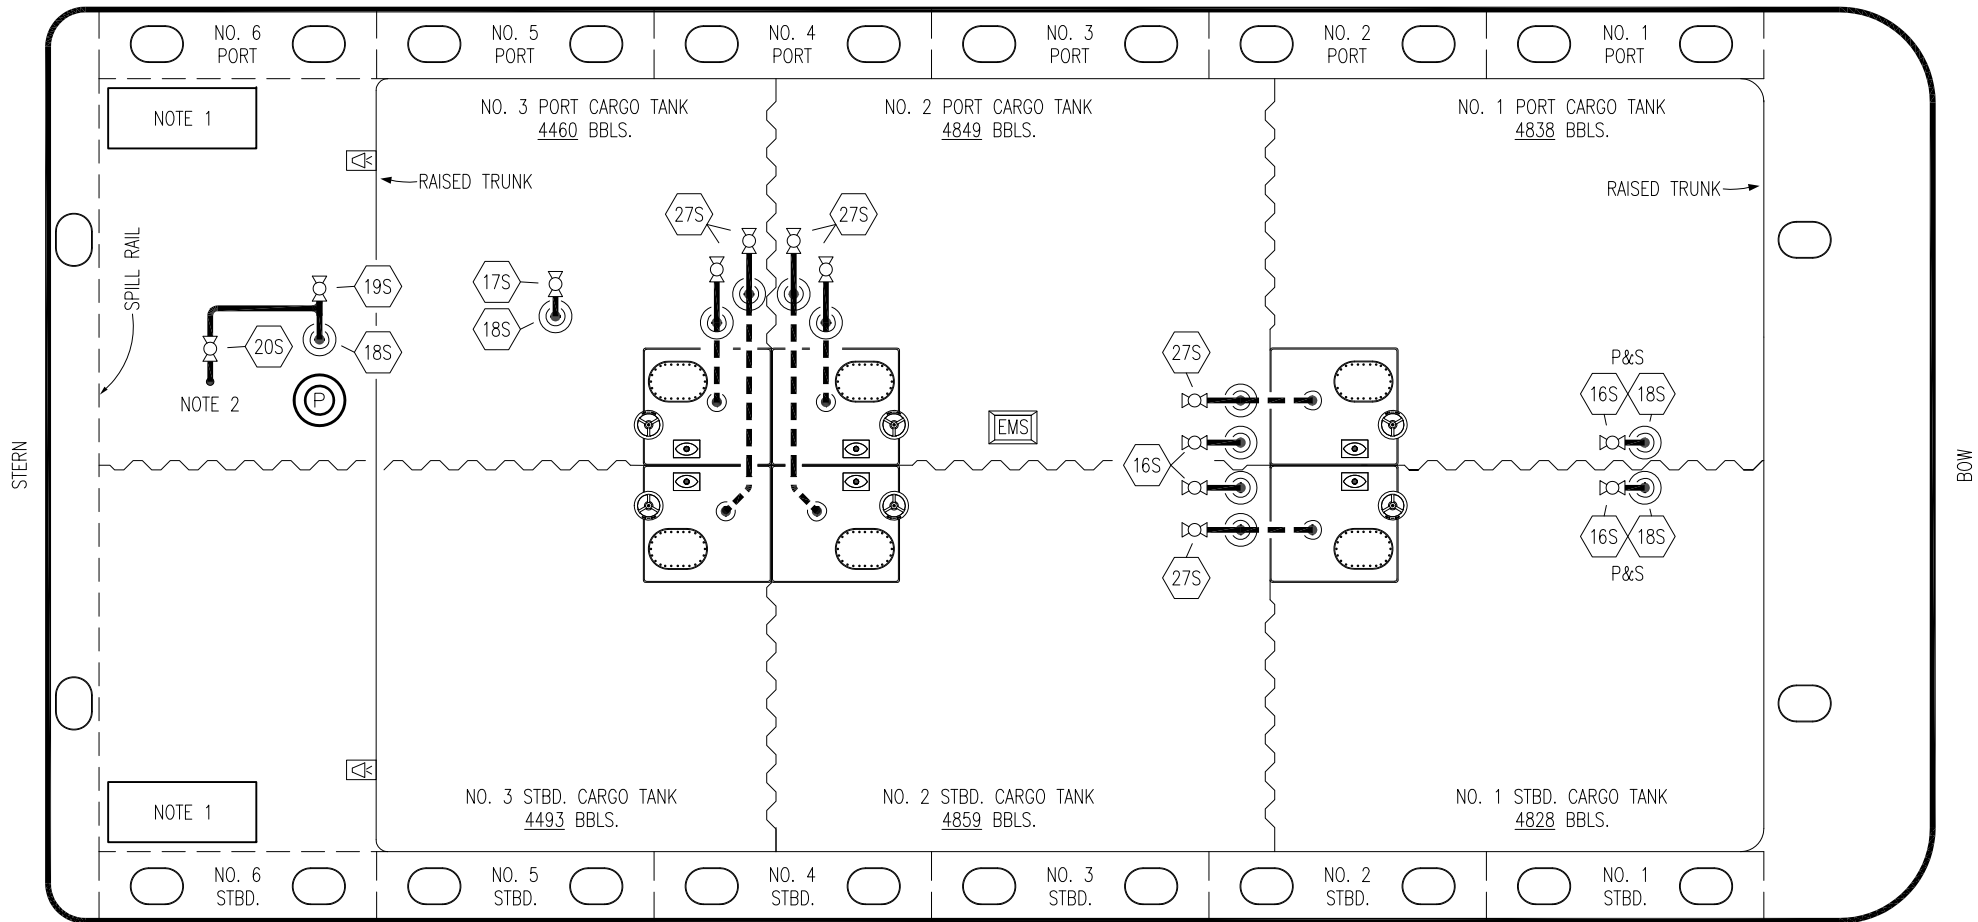 NO. 6
PORT
NO. 5
PORT
NO. 4
PORT
NO. 3
PORT
NO. 2
PORT
NO. 1
PORT
NOTE 1
NO. 3 PORT CARGO TANK
4460 BBLS.
NO. 2 PORT CARGO TANK
4849 BBLS.
NO. 1 PORT CARGO TANK
4838 BBLS.
RAISED TRUNK
RAISED TRUNK
27S
27S
SPILL RAIL
19S
17S
18S
20S
18S
27S
P&S
16S
18S
NOTE 2
P
EMS
STERN
BOW
16S
16S
18S
P&S
27S
NO. 3 STBD. CARGO TANK
4493 BBLS.
NO. 2 STBD. CARGO TANK
4859 BBLS.
NO. 1 STBD. CARGO TANK
4828 BBLS.
NOTE 1
NO. 6
STBD.
NO. 5
STBD.
NO. 4
STBD.
NO. 3
STBD.
NO. 2
STBD.
NO. 1
STBD.